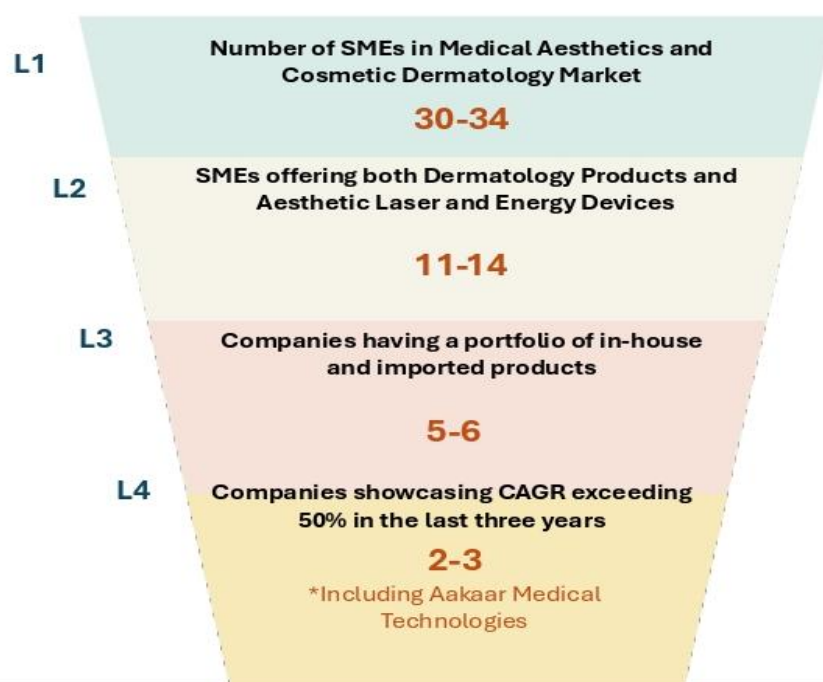 L1
Number of SMEs in Medical Aesthetics and
Cosmetic Dermatology Market
30-34
L2
SMEs offering both Dermatology Products and
Aesthetic Laser and Energy Devices
11-14
L3
Companies having a portfolio of in-house
and imported products
5-6
L4
Companies showcasing CAGR exceeding
50% in the last three years
2-3
*Including Aakaar Medical
Technologies